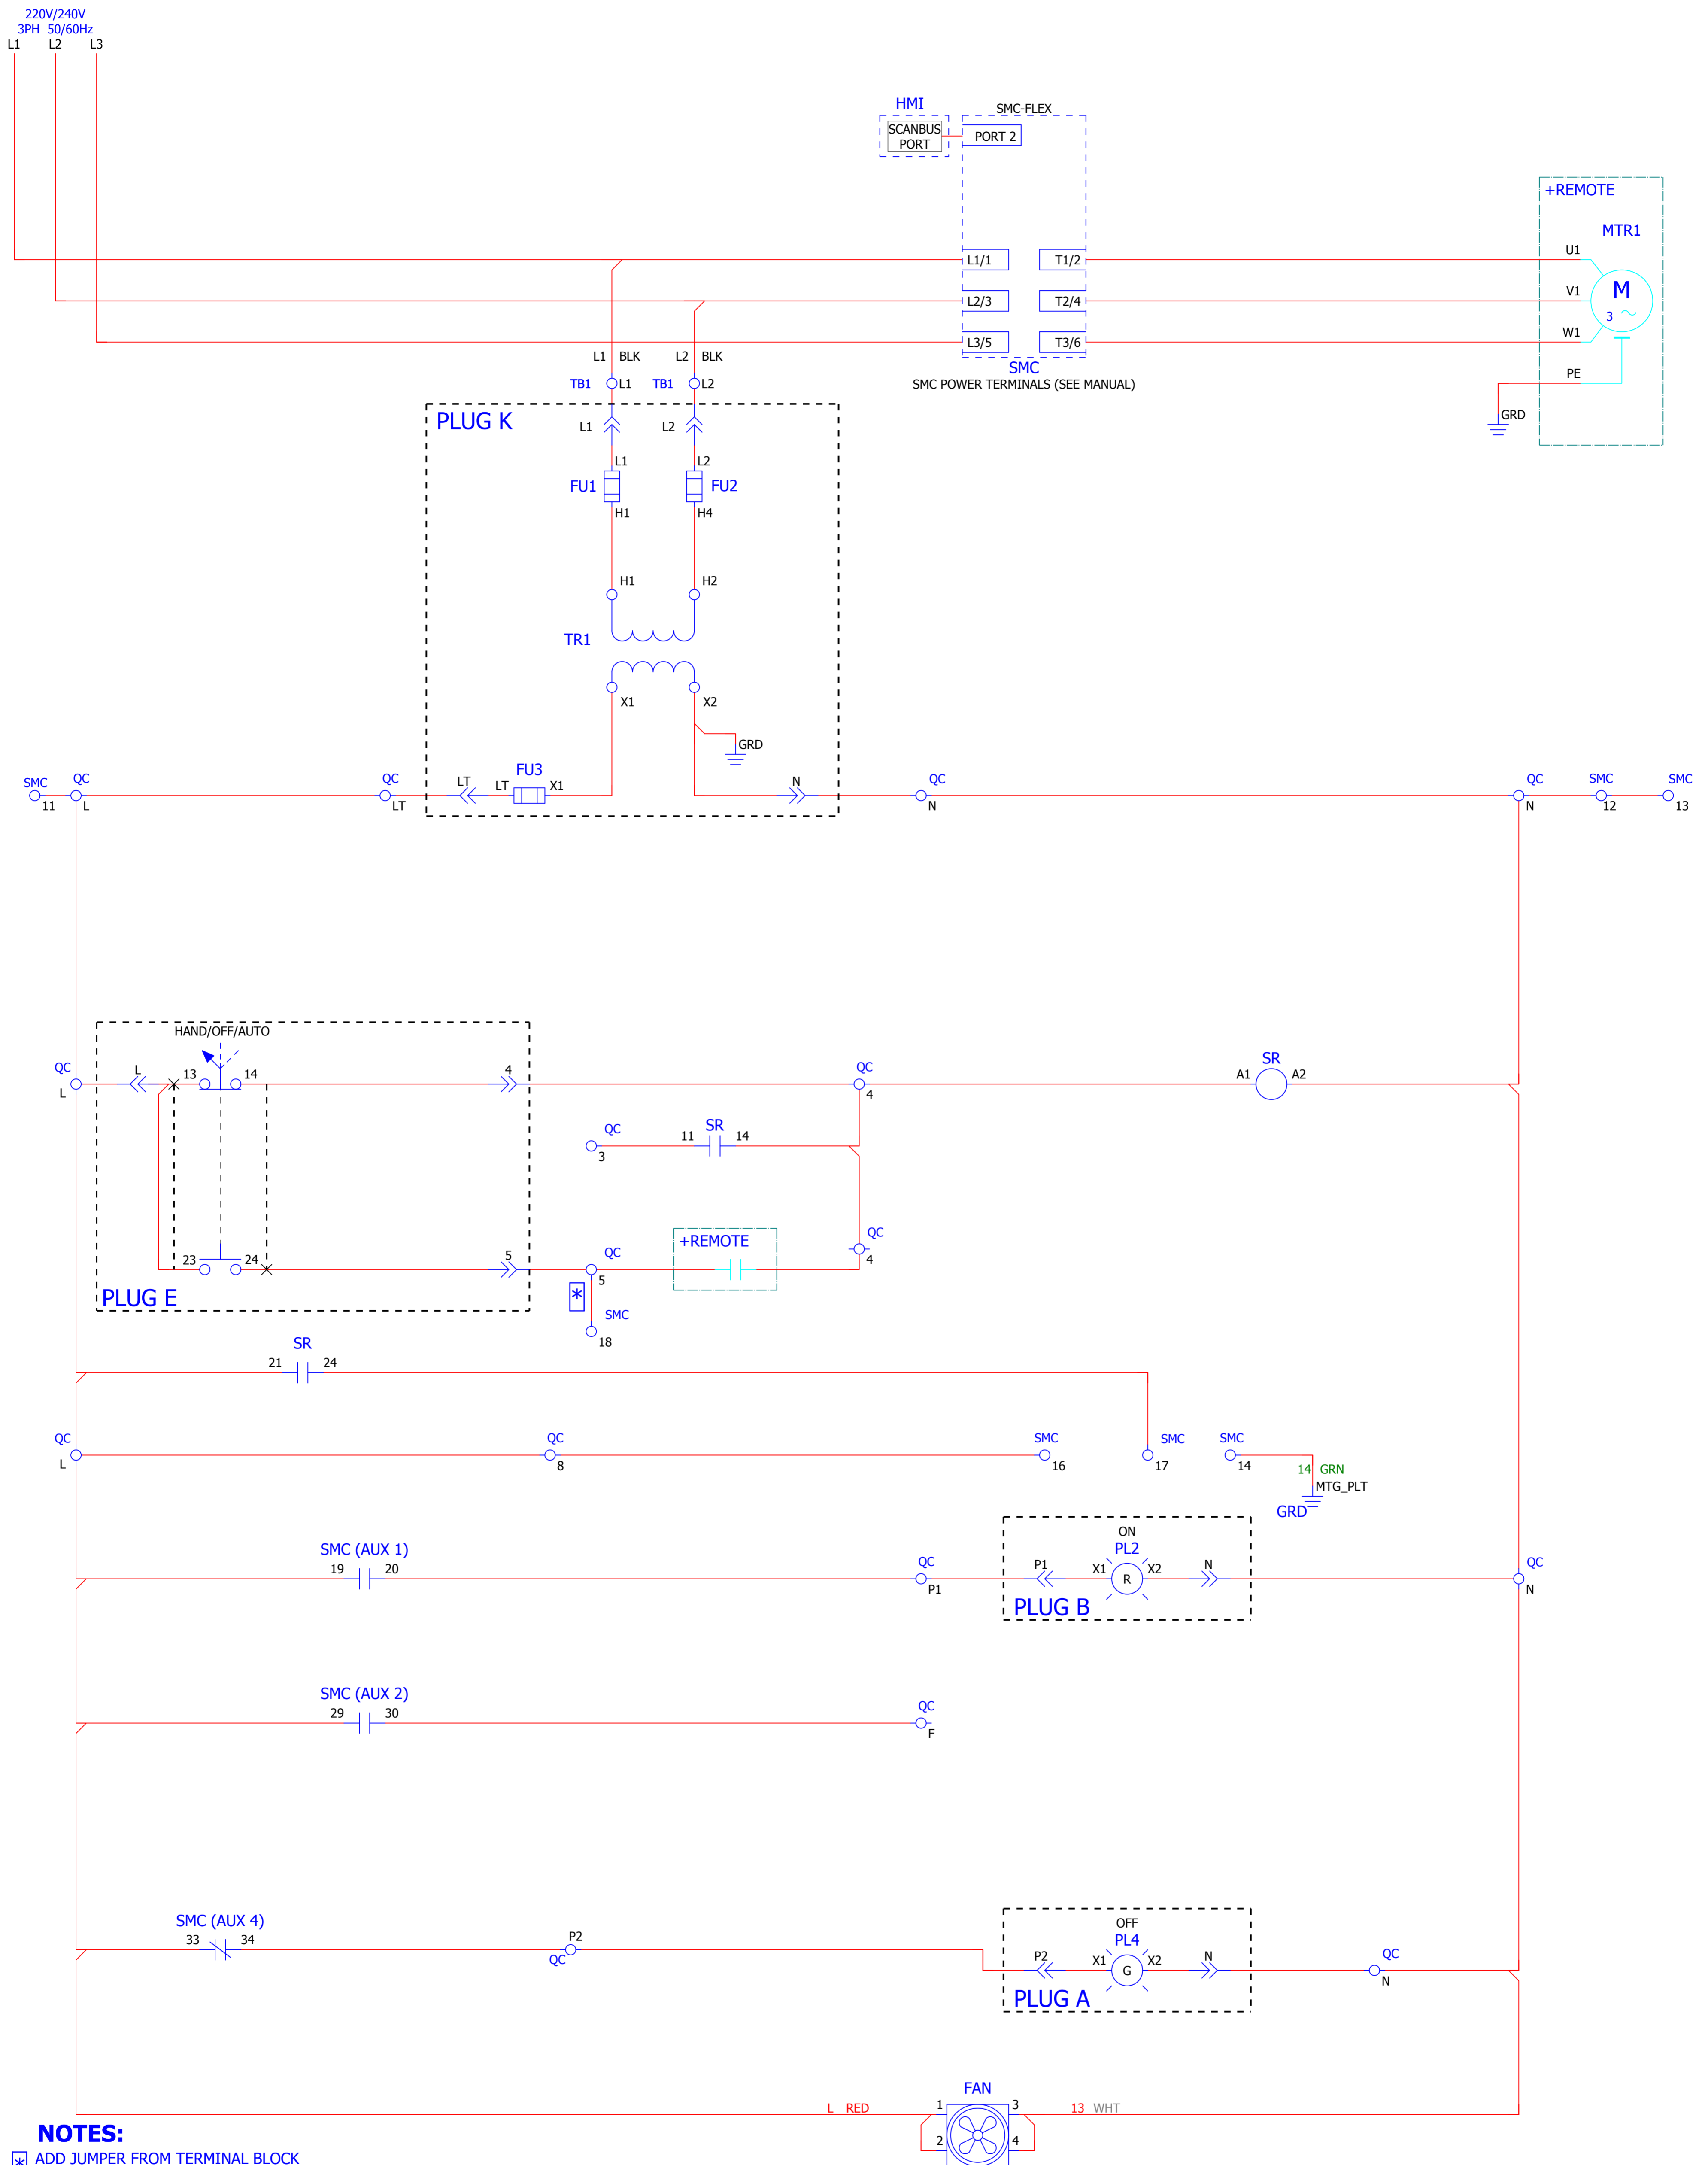 220V/240V
3PH 50/60Hz
L1 L2 L3
HMI
SMC-FLEX
SCANBUS
PORT
PORT 2
+REMOTE
MTR1
L1/1 T1/2 U1
L2/3 T2/4 V1
M
3
L3/5 T3/6 W1
SMC
SMC POWER TERMINALS (SEE MANUAL)
PE
GRD
L1 BLK L2 BLK
TB1 L1 TB1 L2
PLUG K
L1 L2
L1 L2
FU1 FU2
H1 H4
H1 H2
TR1
X1 X2
GRD
FU3
SMC QC QC LT LT X1 N QC QC SMC SMC
11 L LT N N 12 13
HAND/OFF/AUTO
QC L 13 14 4 QC A1 SR A2
L 4
QC SR
3 11 14
QC
4
+REMOTE
23 24 5 QC
5
PLUG E
*
SMC
18
SR
21 24
QC QC SMC SMC SMC
L 8 16 17 14
14 GRN
MTG_PLT
GRD
ON
PL2
SMC (AUX 1)
19 20 QC P1 X1 R X2 N QC
P1 N
PLUG B
SMC (AUX 2)
29 30 QC
F
SMC (AUX 4)
33 34 P2
QC
OFF
PL4
P2 X1 G X2 N QC
N
PLUG A
FAN
L RED 1 3 13 WHT
2 4
NOTES:
* ADD JUMPER FROM TERMINAL BLOCK